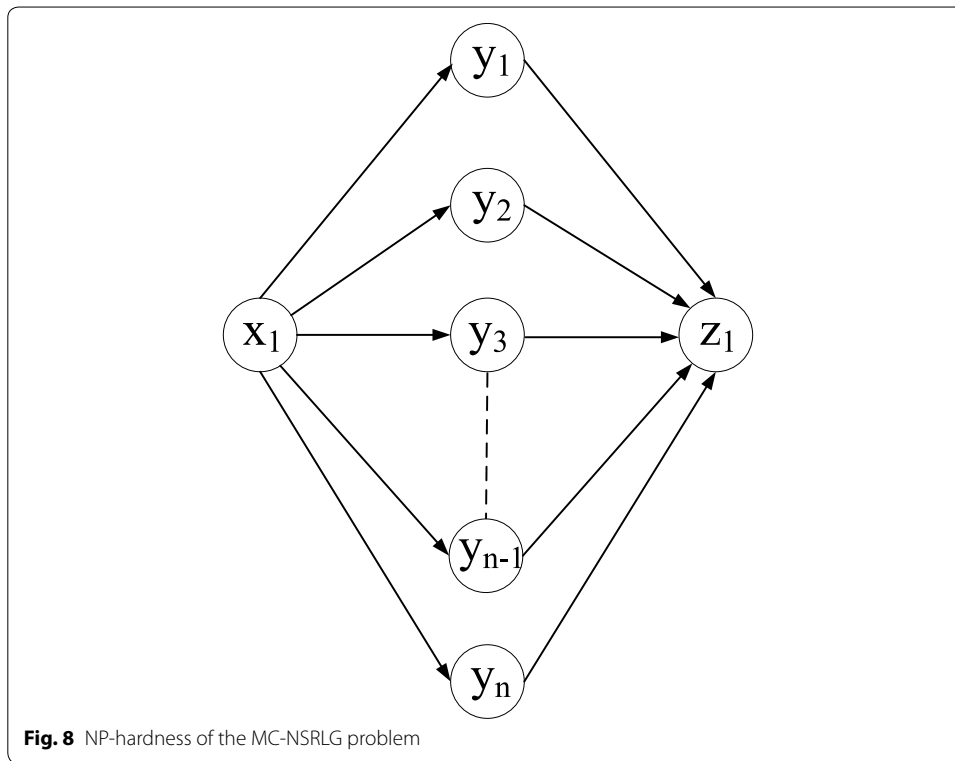 y₁
y₂
x₁ y₃ z₁
yₙ₋₁
yₙ
Fig. 8 NP-hardness of the MC-NSRLG problem